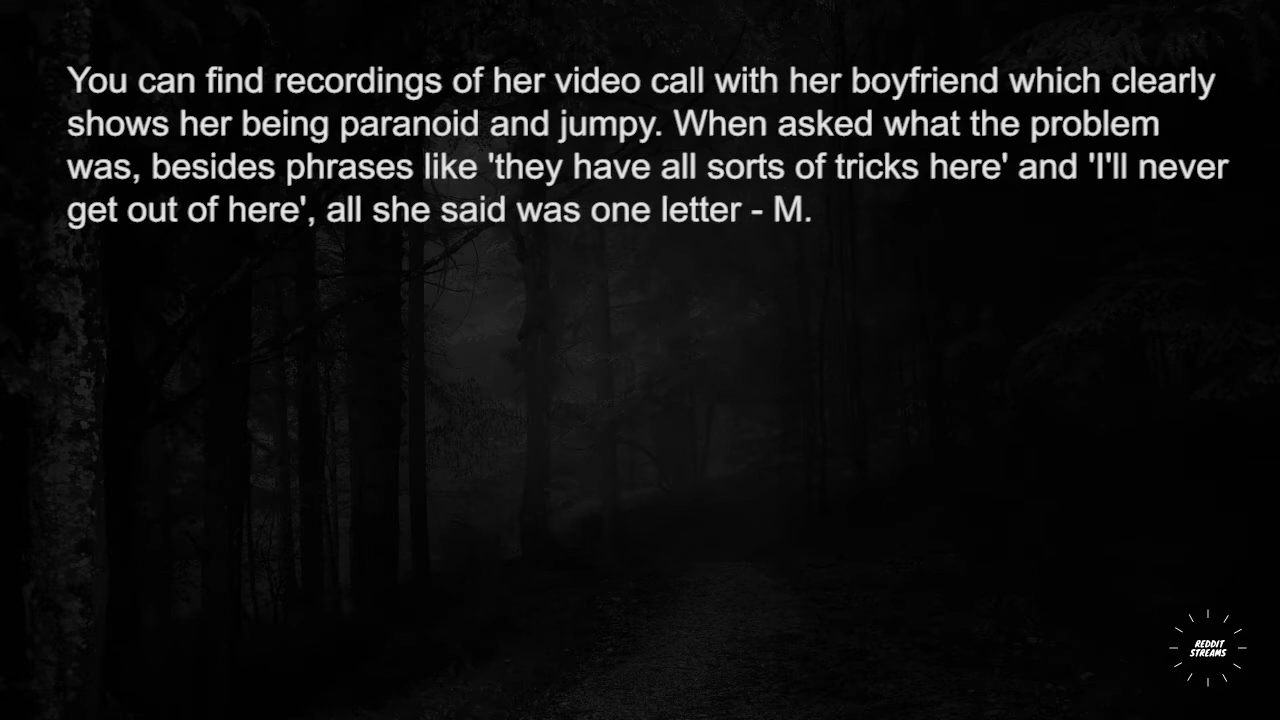 You can find recordings of her video call with her boyfriend which clearly
shows her being paranoid and jumpy. When asked what the problem
was, besides phrases like 'they have all sorts of tricks here' and 'I'll never
get out of here', all she said was one letter - M.
REDDIT
STREAMS